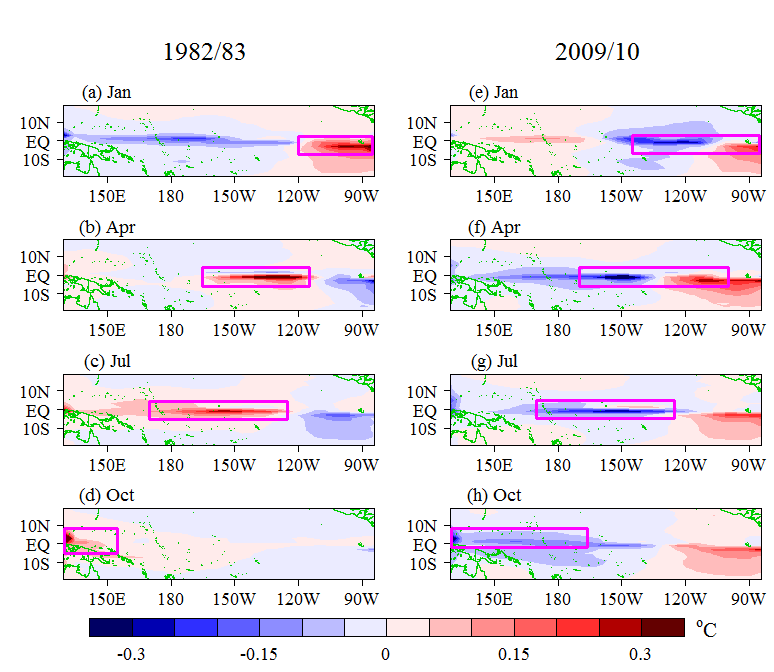 1982/83 2009/10
(a) Jan (e) Jan
10N 10N
EQ EQ
10S 10S
150E 180 150W 120W 90W 150E 180 150W 120W 90W
(b) Apr (f) Apr
10N 10N
EQ EQ
10S 10S
150E 180 150W 120W 90W 150E 180 150W 120W 90W
(c) Jul (g) Jul
10N 10N
EQ EQ
10S 10S
150E 180 150W 120W 90W 150E 180 150W 120W 90W
(d) Oct (h) Oct
10N 10N
EQ EQ
10S 10S
150E 180 150W 120W 90W 150E 180 150W 120W 90W
°C
-0.3 -0.15 0 0.15 0.3